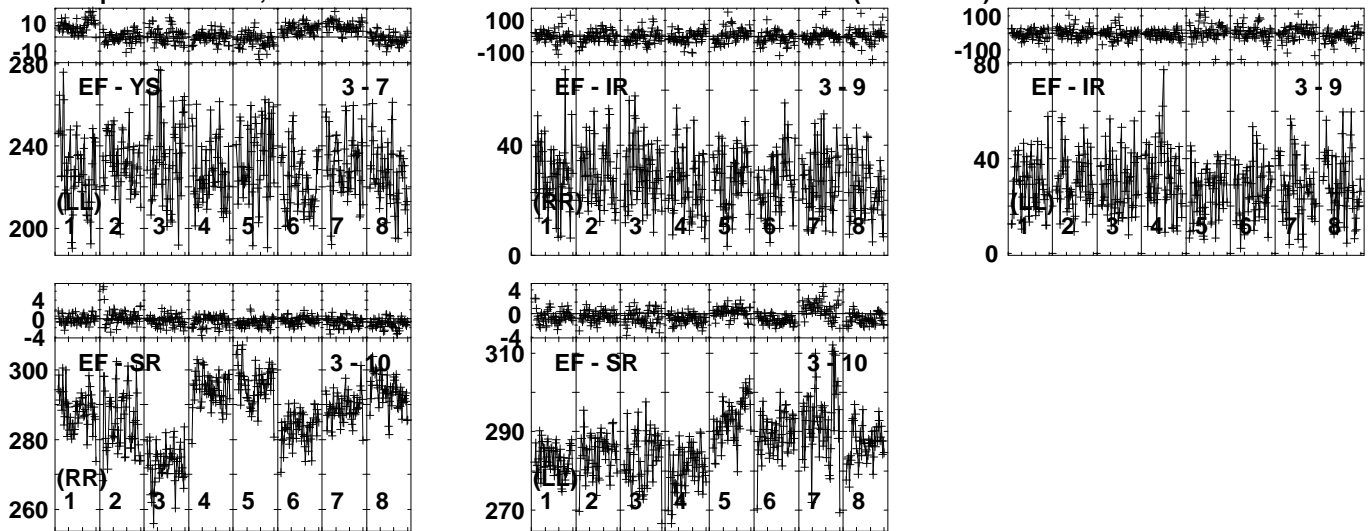 10
-10
280
EF - YS 3 - 7
240
(LL)
200
1 2 3 4 5 6 7 8
100
-100
EF - IR 3 - 9
40
(RR)
0
1 2 3 4 5 6 7 8
100
-100
80
EF - IR 3 - 9
40
(LL)
0
1 2 3 4 5 6 7 8
4
0
-4
EF - SR 3 - 10
300
280
(RR)
260
1 2 3 4 5 6 7 8
4
0
-4
310
EF - SR 3 - 10
290
(LL)
270
1 2 3 4 5 6 7 8